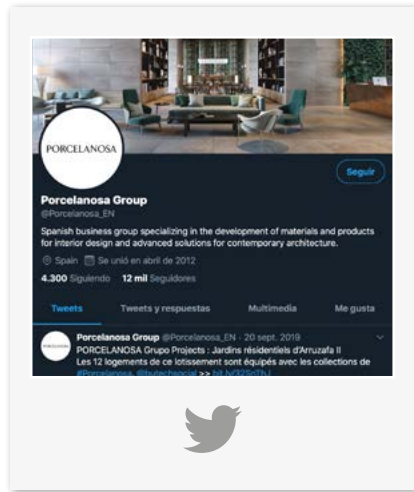 PORCELANOSA
Seguir
Porcelanosa Group
@Porcelanosa_EN
Spanish business group specializing in the development of materials and products
for interior design and advanced solutions for contemporary architecture.
Spain Se unió en abril de 2012
4.300 Siguiendo 12 mil Seguidores
Tweets Tweets y respuestas Multimedia Me gusta
Porcelanosa Group @Porcelanosa_EN · 20 sept. 2019
PORCELANOSA Grupo Projects : Jardins résidentiels d'Arruzafa II
Les 12 logements de ce lotissement sont équipés avec les collections de
#Porcelanosa, @butechsocial >>